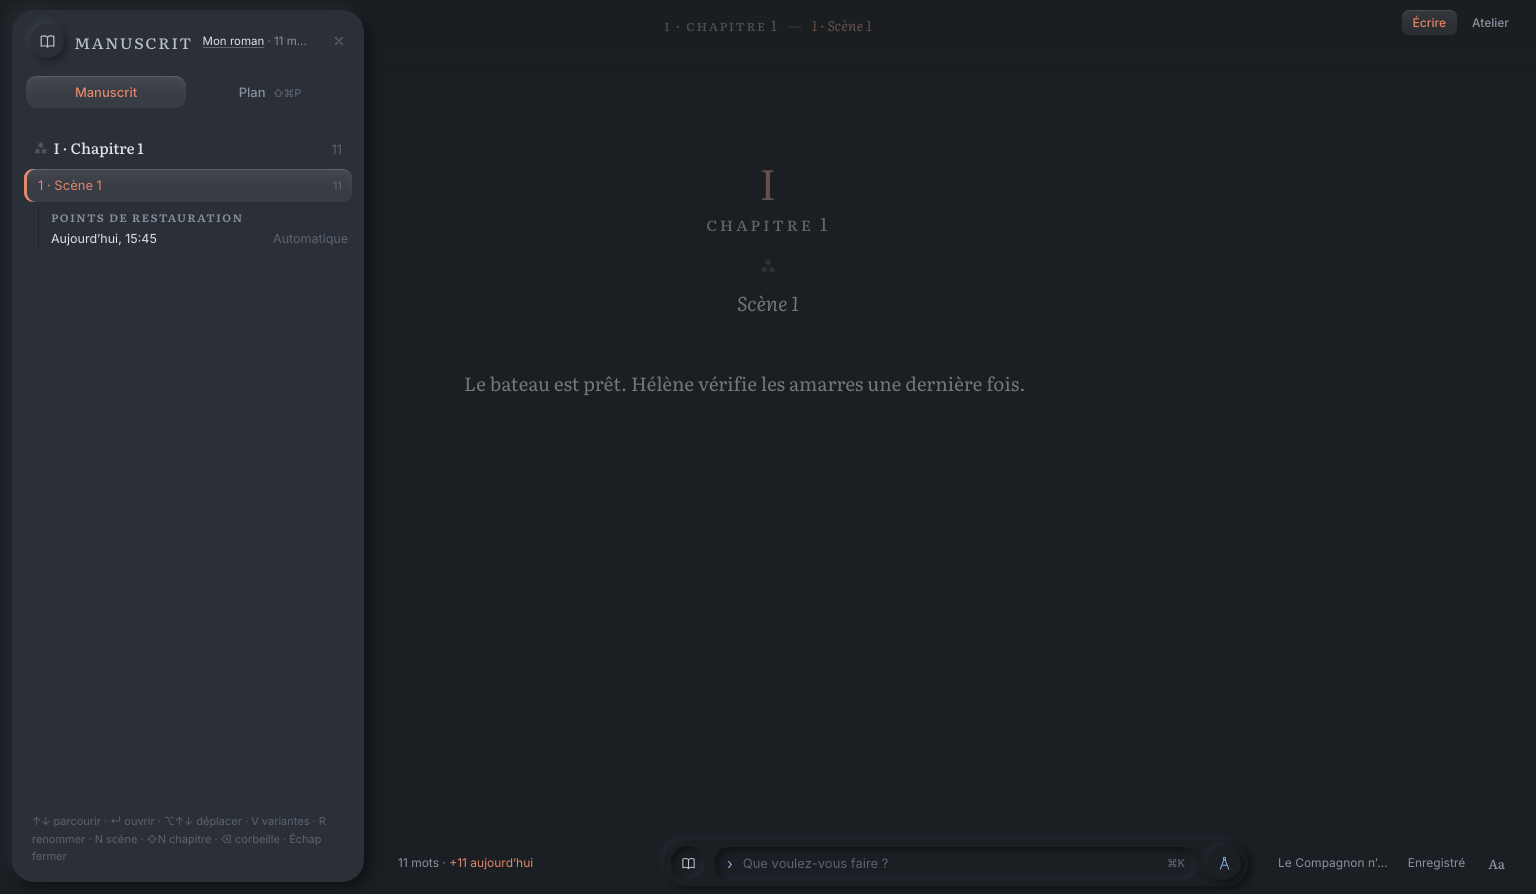 MANUSCRIT Mon roman · 11 m...
Manuscrit
Plan ⇧⌘P
I · Chapitre 1 11
1 · Scène 1 11
POINTS DE RESTAURATION
Aujourd'hui, 15:45 Automatique
↑↓ parcourir · ↵ ouvrir · ⌥↑↓ déplacer · V variantes · R
renommer · N scène · ⇧N chapitre · ⌫ corbeille · Échap
fermer
I · CHAPITRE 1 — 1 · Scène 1
Écrire
Atelier
I
CHAPITRE 1
Scène 1
Le bateau est prêt. Hélène vérifie les amarres une dernière fois.
11 mots · +11 aujourd'hui
› Que voulez-vous faire ? ⌘K
Le Compagnon n'...
Enregistré
Aa